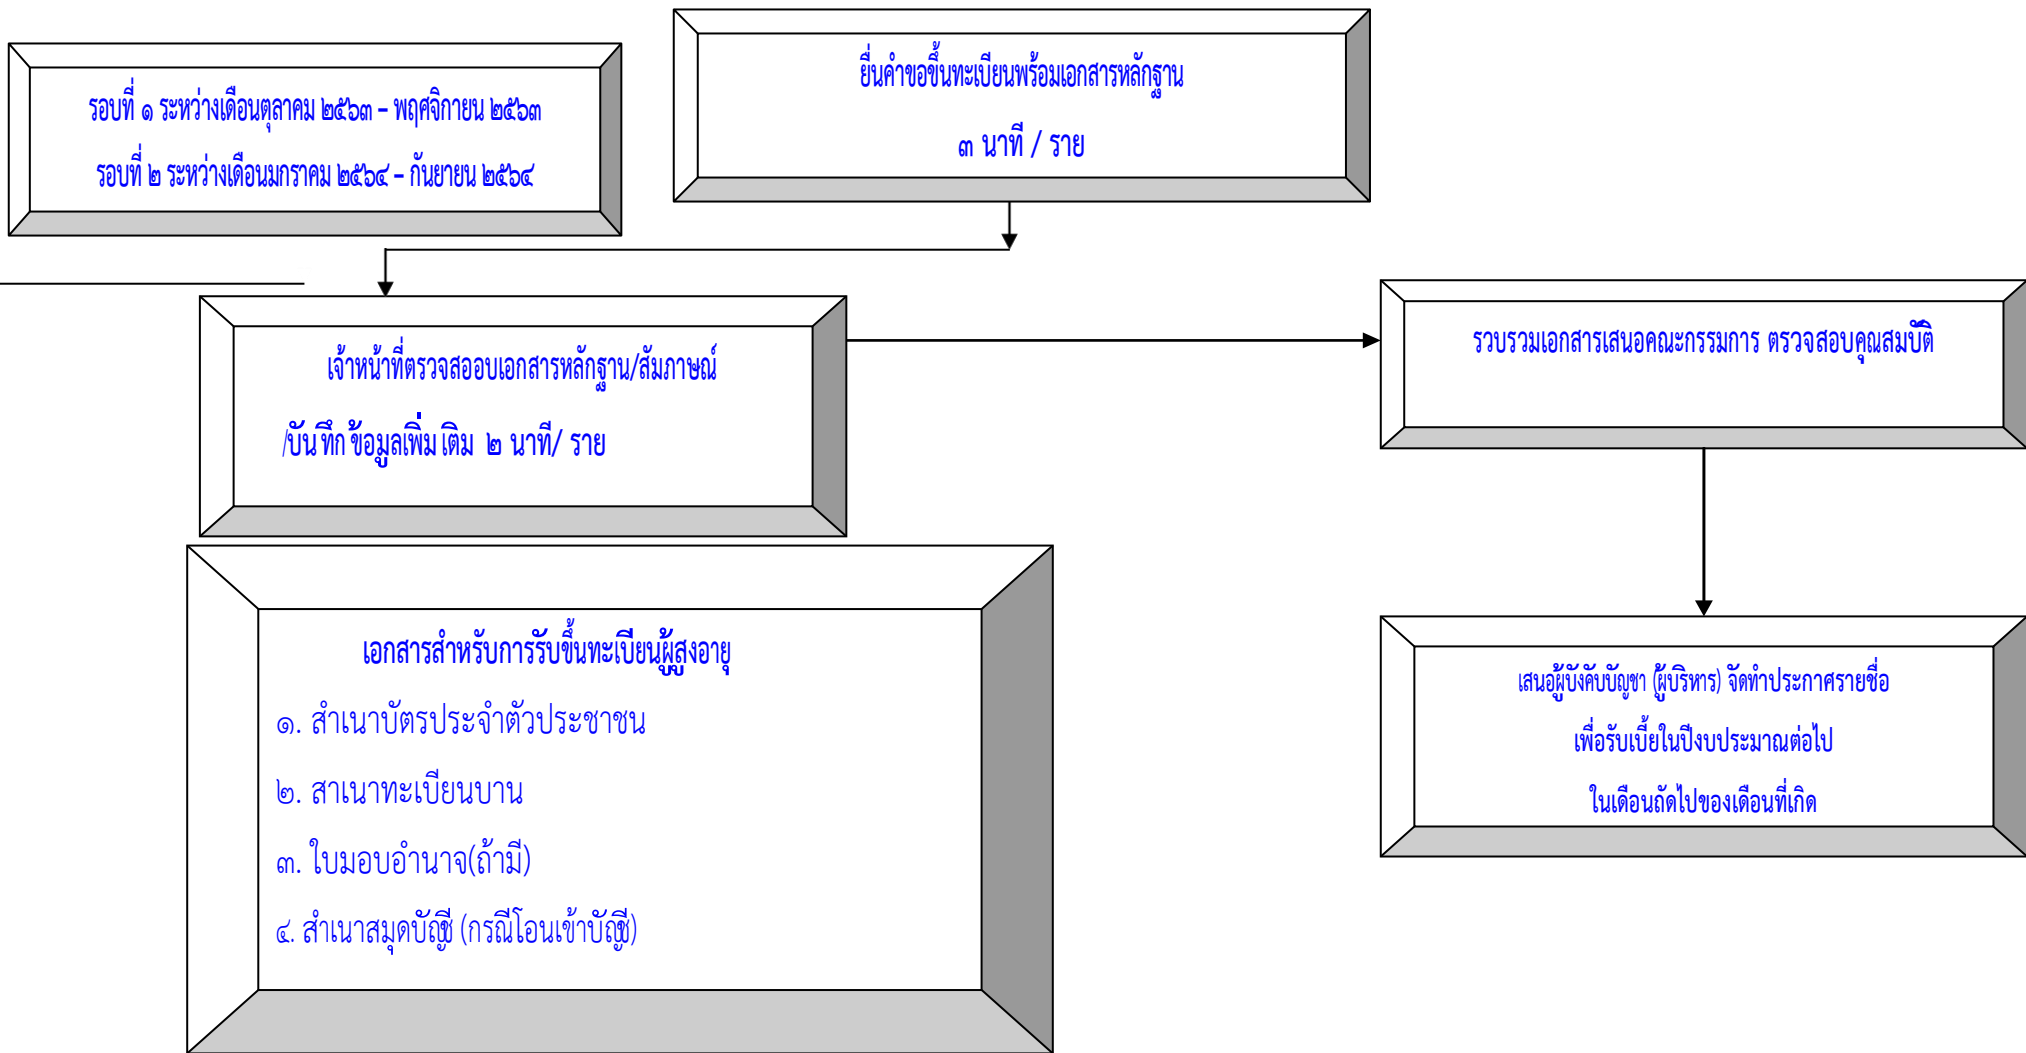 รอบที่ ๑ ระหว่างเดือนตุลาคม ๒๕๖๓ – พฤศจิกายน ๒๕๖๓
รอบที่ ๒ ระหว่างเดือนมกราคม ๒๕๖๔ – กันยายน ๒๕๖๔
ยื่นคำขอขึ้นทะเบียนพร้อมเอกสารหลักฐาน
๓ นาที / ราย
เจ้าหน้าที่ตรวจสออบเอกสารหลักฐาน/สัมภาษณ์
/บันทึกข้อมูลเพิ่มเติม ๒ นาที/ ราย
รวบรวมเอกสารเสนอคณะกรรมการ ตรวจสอบคุณสมบัติ
เสนอผู้บังคับบัญชา (ผู้บริหาร) จัดทำประกาศรายชื่อ
เพื่อรับเบี้ยในปีงบประมาณต่อไป
ในเดือนถัดไปของเดือนที่เกิด
เอกสารสำหรับการรับขึ้นทะเบียนผู้สูงอายุ
๑. สำเนาบัตรประจำตัวประชาชน
๒. สาเนาทะเบียนบาน
๓. ใบมอบอำนาจ(ถ้ามี)
๔. สำเนาสมุดบัญชี (กรณีโอนเข้าบัญชี)